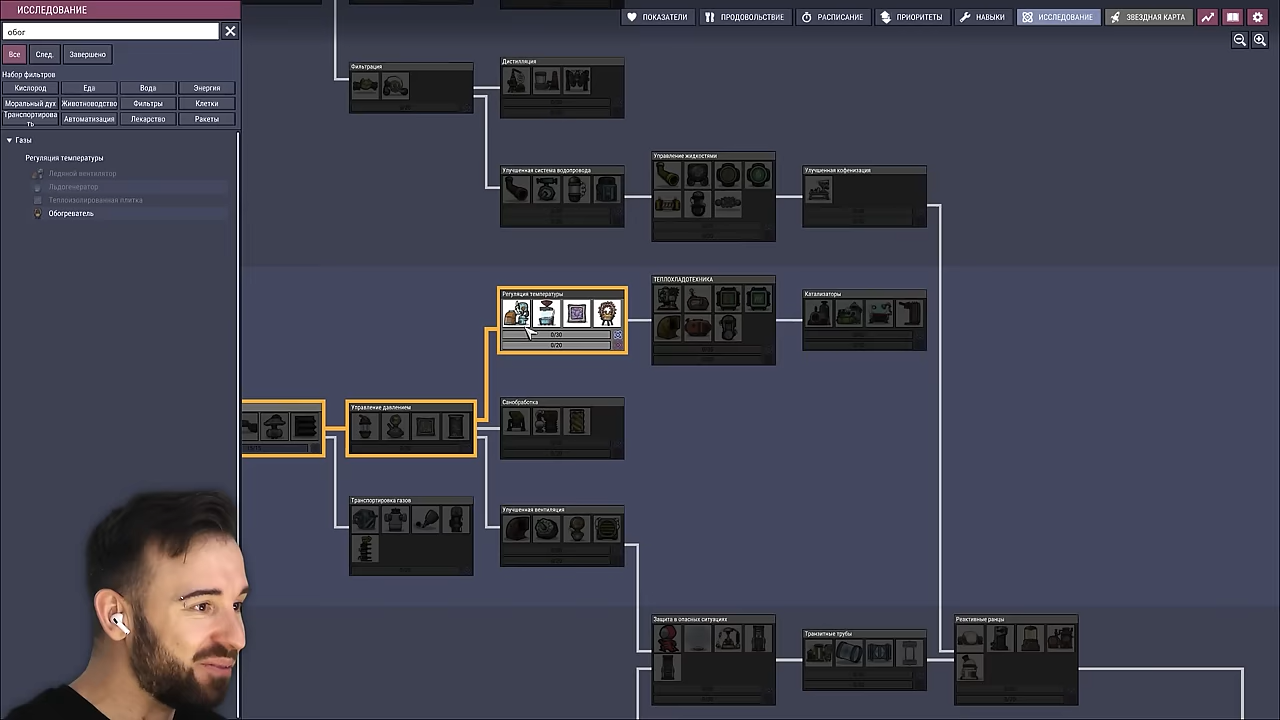 ИССЛЕДОВАНИЕ
ПОКАЗАТЕЛИ
ПРОДОВОЛЬСТВИЕ
РАСПИСАНИЕ
ПРИОРИТЕТЫ
НАВЫКИ
ИССЛЕДОВАНИЕ
ЗВЕЗДНАЯ КАРТА
обог
Все
След.
Завершено
Набор фильтров
Кислород
Еда
Вода
Энергия
Моральный дух
Животноводство
Фильтры
Клетки
Транспортирова
ть
Автоматизация
Лекарство
Ракеты
Газы
Регуляция температуры
Ледяной вентилятор
Льдогенератор
Теплоизолированная плитка
Обогреватель
Фильтрация
Дистилляция
Улучшенная система водопровода
Управление жидкостями
Улучшенная кофенизация
Регуляция температуры
0/30
0/20
ТЕПЛОХЛАДОТЕХНИКА
Катализаторы
Управление давлением
Санобработка
Транспортировка газов
Улучшенная вентиляция
Защита в опасных ситуациях
Транзитные трубы
Реактивные ранцы